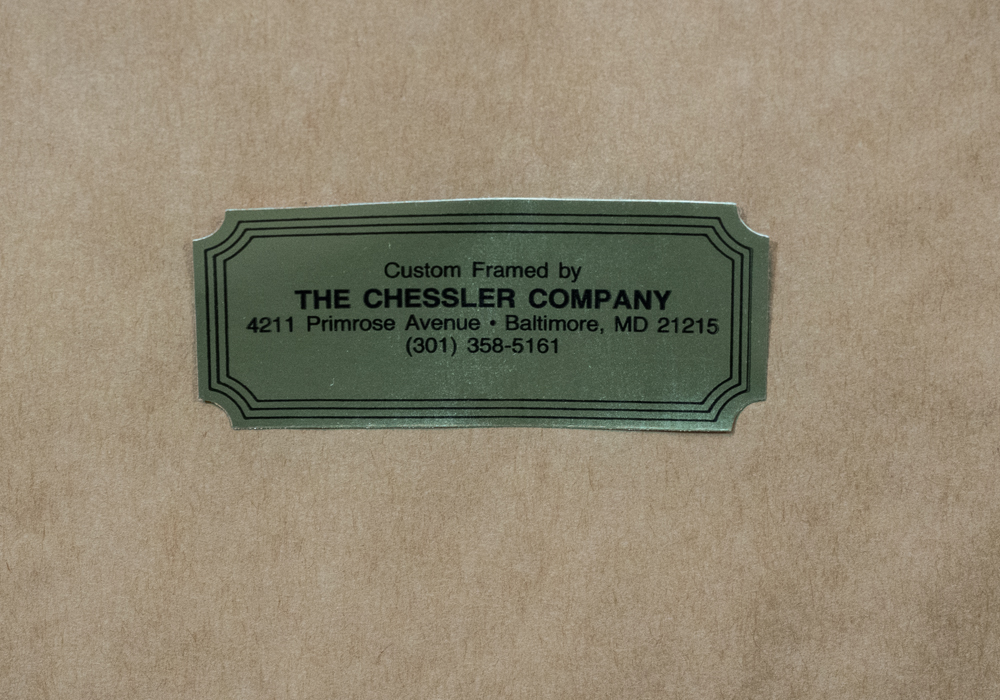 Custom Framed by
THE CHESSLER COMPANY
4211 Primrose Avenue • Baltimore, MD 21215
(301) 358-5161